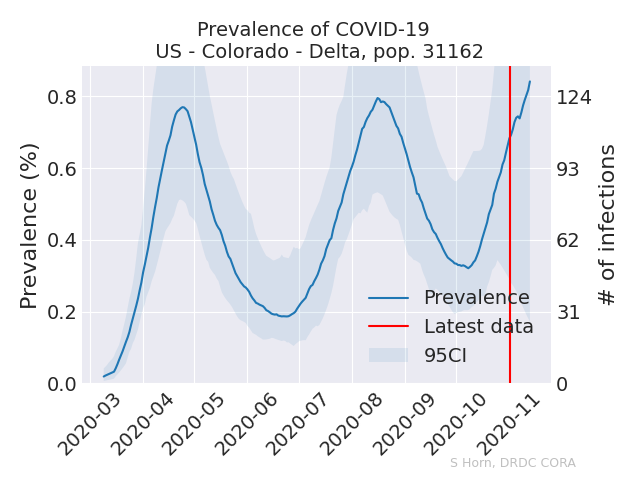 Prevalence of COVID-19
US - Colorado - Delta, pop. 31162
Prevalence (%)
0.8
0.6
0.4
0.2
0.0
124
93
62
31
0
# of infections
Prevalence
Latest data
95CI
2020-03
2020-04
2020-05
2020-06
2020-07
2020-08
2020-09
2020-10
2020-11
S Horn, DRDC CORA